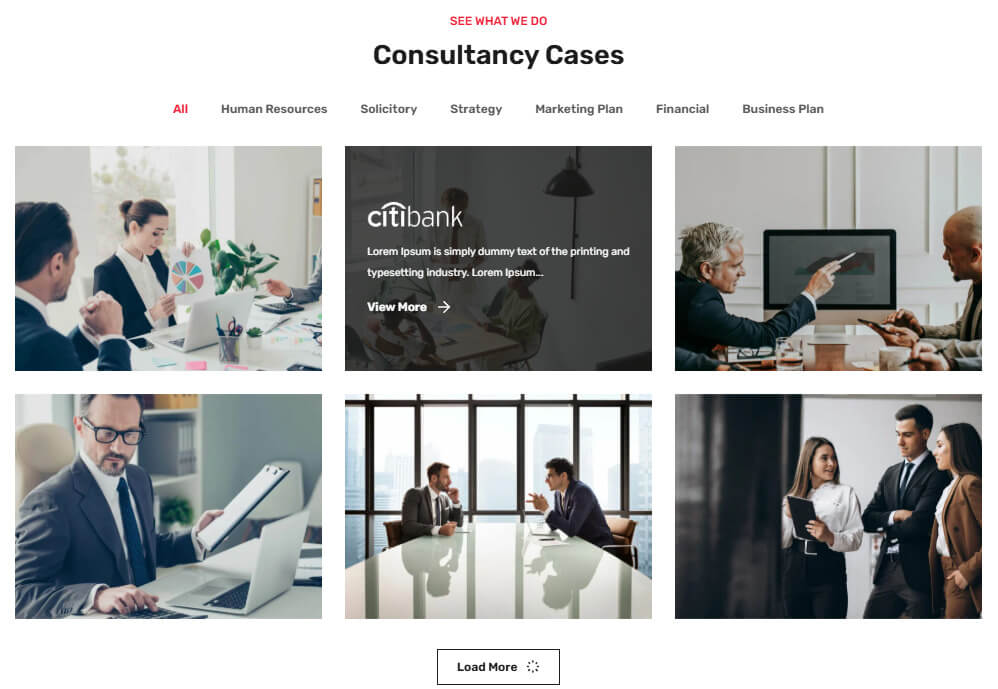 SEE WHAT WE DO
Consultancy Cases
All Human Resources Solicitory Strategy Marketing Plan Financial Business Plan
citibank
Lorem Ipsum is simply dummy text of the printing and
typesetting industry. Lorem Ipsum...
View More
Load More